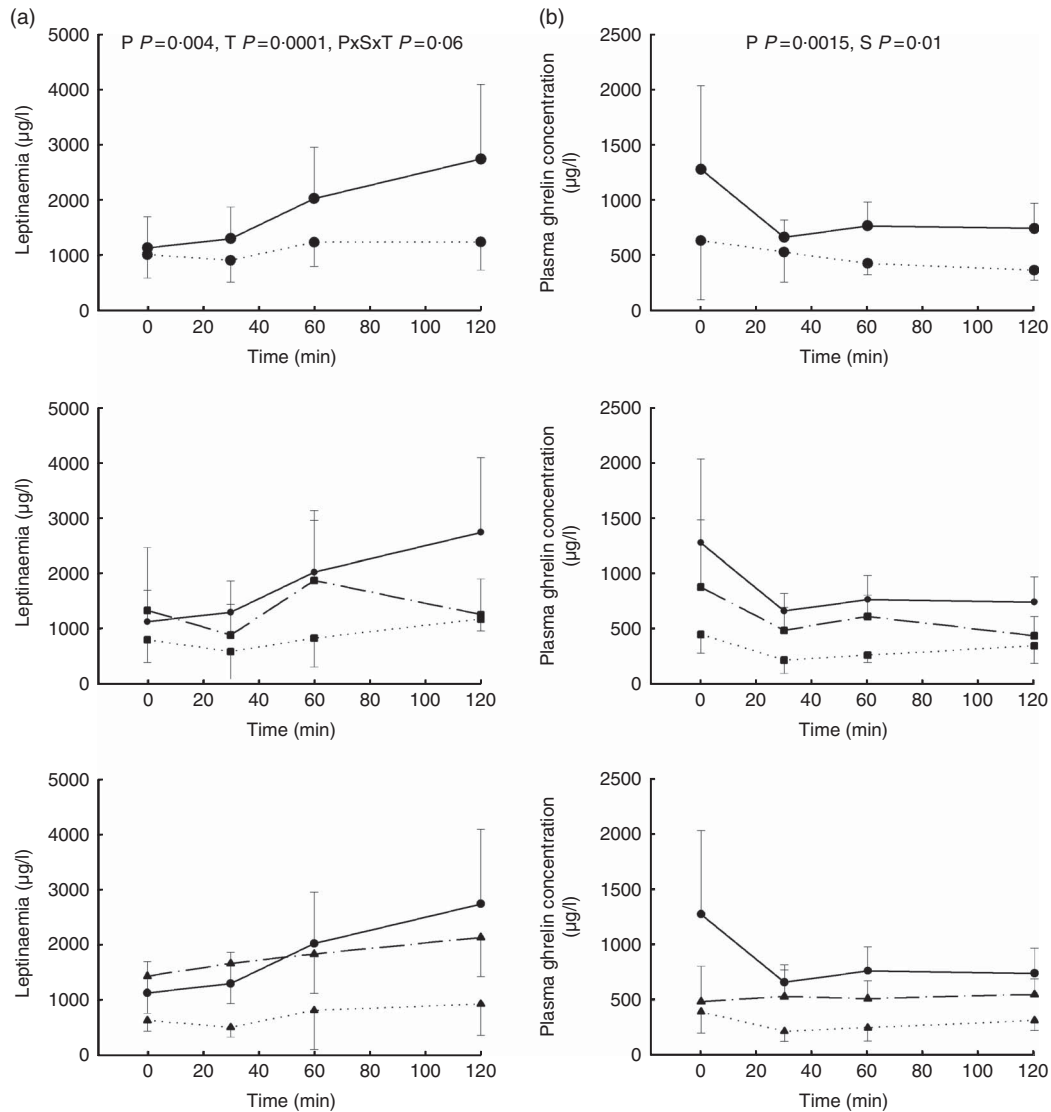 (a)
P P=0·004, T P=0·0001, PxSxT P=0·06
5000
4000
3000
2000
1000
0
Leptinaemia (µg/l)
0 20 40 60 80 100 120
Time (min)
(b)
P P=0·0015, S P=0·01
2500
2000
1500
1000
500
0
Plasma ghrelin concentration
(µg/l)
0 20 40 60 80 100 120
Time (min)
5000
4000
3000
2000
1000
0
Leptinaemia (µg/l)
0 20 40 60 80 100 120
Time (min)
2500
2000
1500
1000
500
0
Plasma ghrelin concentration
(µg/l)
0 20 40 60 80 100 120
Time (min)
5000
4000
3000
2000
1000
0
Leptinaemia (µg/l)
0 20 40 60 80 100 120
Time (min)
2500
2000
1500
1000
500
0
Plasma ghrelin concentration
(µg/l)
0 20 40 60 80 100 120
Time (min)